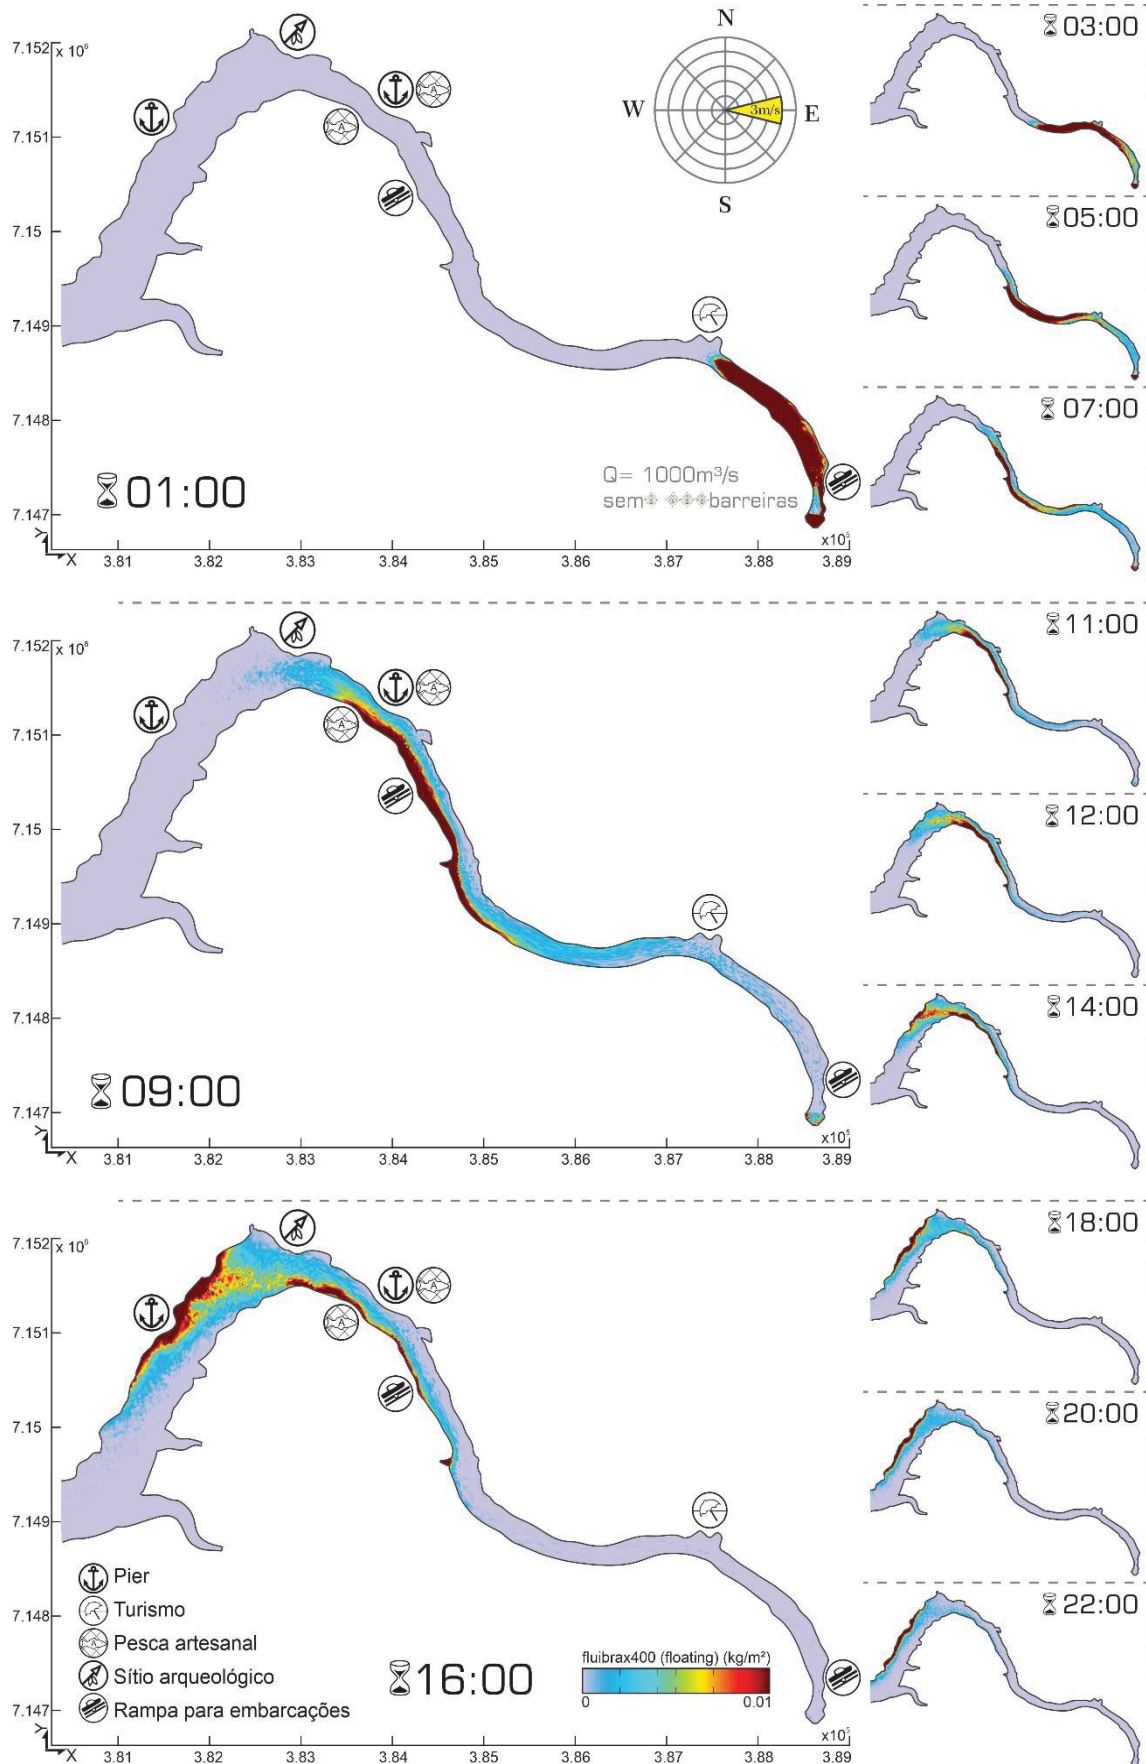 7.152 x 10⁶
7.151
7.15
7.149
7.148
7.147
Y
X
3.81 3.82 3.83 3.84 3.85 3.86 3.87 3.88 3.89
x10⁵
A
N
W E
S
3m/s
01:00
Q= 1000m³/s
barreiras
03:00
05:00
07:00
7.152 x 10⁶
7.151
7.15
7.149
7.148
7.147
Y
X
3.81 3.82 3.83 3.84 3.85 3.86 3.87 3.88 3.89
x10⁵
A
A
09:00
11:00
12:00
14:00
7.152 x 10⁶
7.151
7.15
7.149
7.148
7.147
Y
X
3.81 3.82 3.83 3.84 3.85 3.86 3.87 3.88 3.89
x10⁵
A
A
Pier
Turismo
A Pesca artesanal
Sítio arqueológico
Rampa para embarcações
16:00
fluibrax400 (floating) (kg/m²)
0 0.01
18:00
20:00
22:00